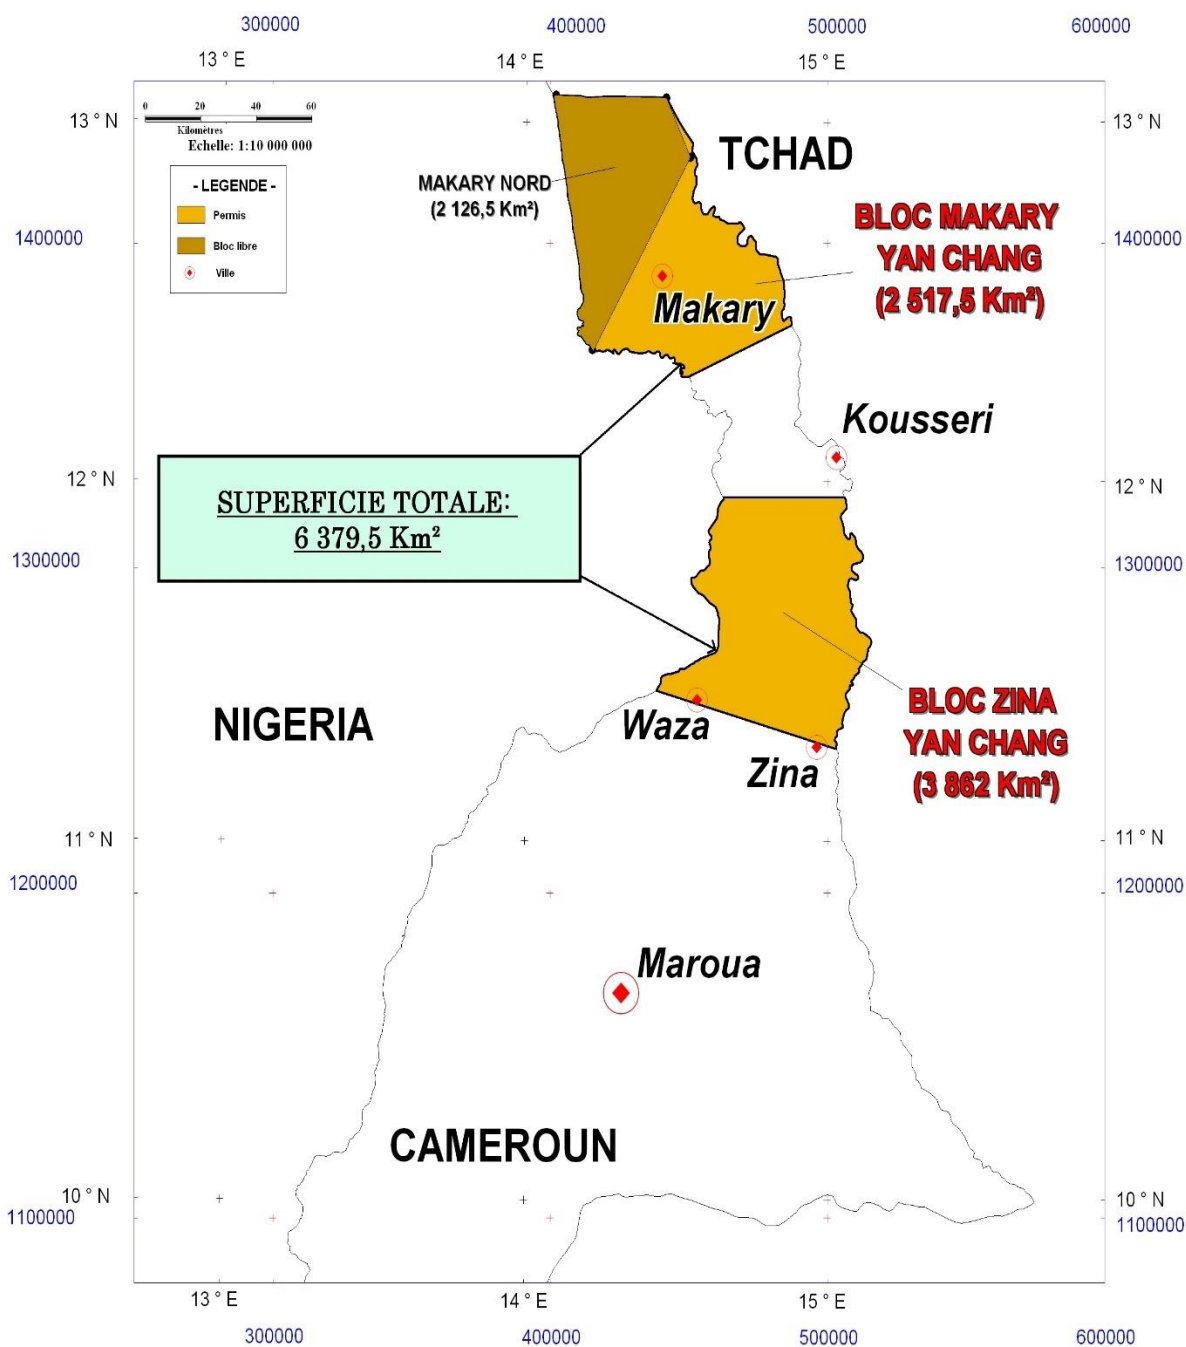 300000 400000 500000 600000
13 ° E 14 ° E 15 ° E
0 20 40 60
Kilomètres
Echelle: 1:10 000 000
13 ° N 13 ° N
TCHAD
- LEGENDE -
Permis
Bloc libre
Ville
MAKARY NORD
(2 126,5 Km²)
BLOC MAKARY
YAN CHANG
(2 517,5 Km²)
1400000 1400000
Makary
Kousseri
12 ° N 12 ° N
SUPERFICIE TOTALE:
6 379,5 Km²
1300000 1300000
NIGERIA
Waza
Zina
BLOC ZINA
YAN CHANG
(3 862 Km²)
11 ° N 11 ° N
1200000 1200000
Maroua
CAMEROUN
10 ° N 10 ° N
1100000 1100000
13 ° E 14 ° E 15 ° E
300000 400000 500000 600000